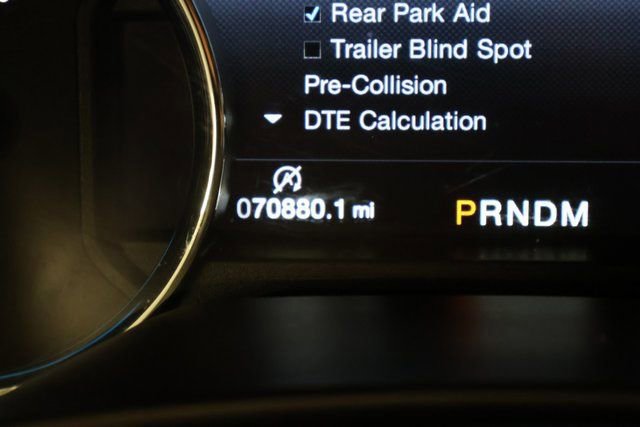 Rear Park Aid
Trailer Blind Spot
Pre-Collision
DTE Calculation
070880.1 mi
PRNDM